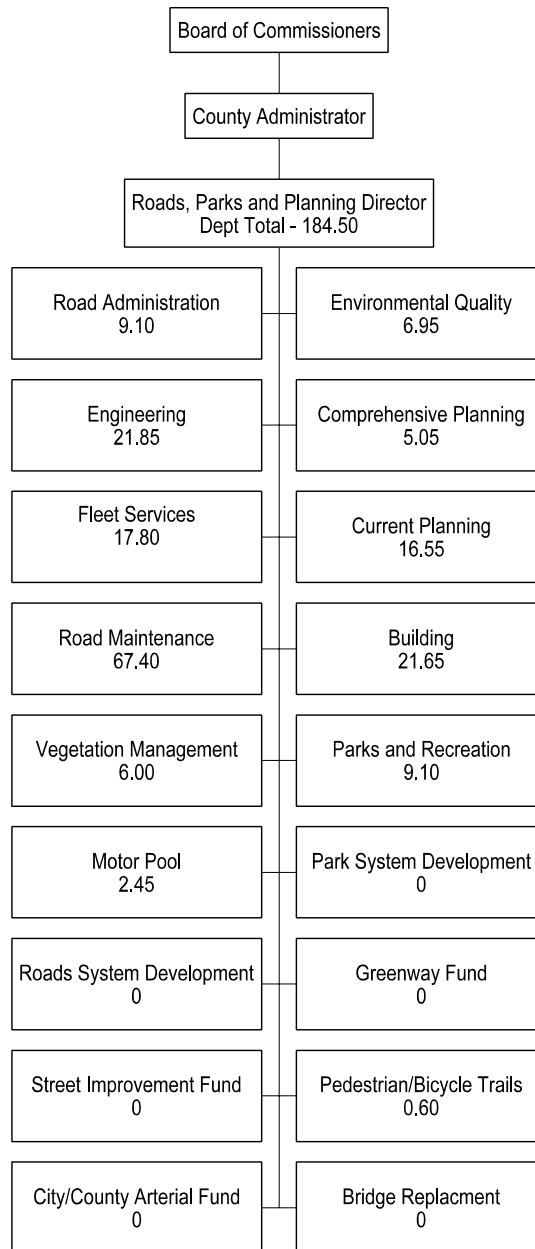 Board of Commissioners
County Administrator
Roads, Parks and Planning Director
Dept Total - 184.50
Road Administration
9.10
Environmental Quality
6.95
Engineering
21.85
Comprehensive Planning
5.05
Fleet Services
17.80
Current Planning
16.55
Road Maintenance
67.40
Building
21.65
Vegetation Management
6.00
Parks and Recreation
9.10
Motor Pool
2.45
Park System Development
0
Roads System Development
0
Greenway Fund
0
Street Improvement Fund
0
Pedestrian/Bicycle Trails
0.60
City/County Arterial Fund
0
Bridge Replacment
0